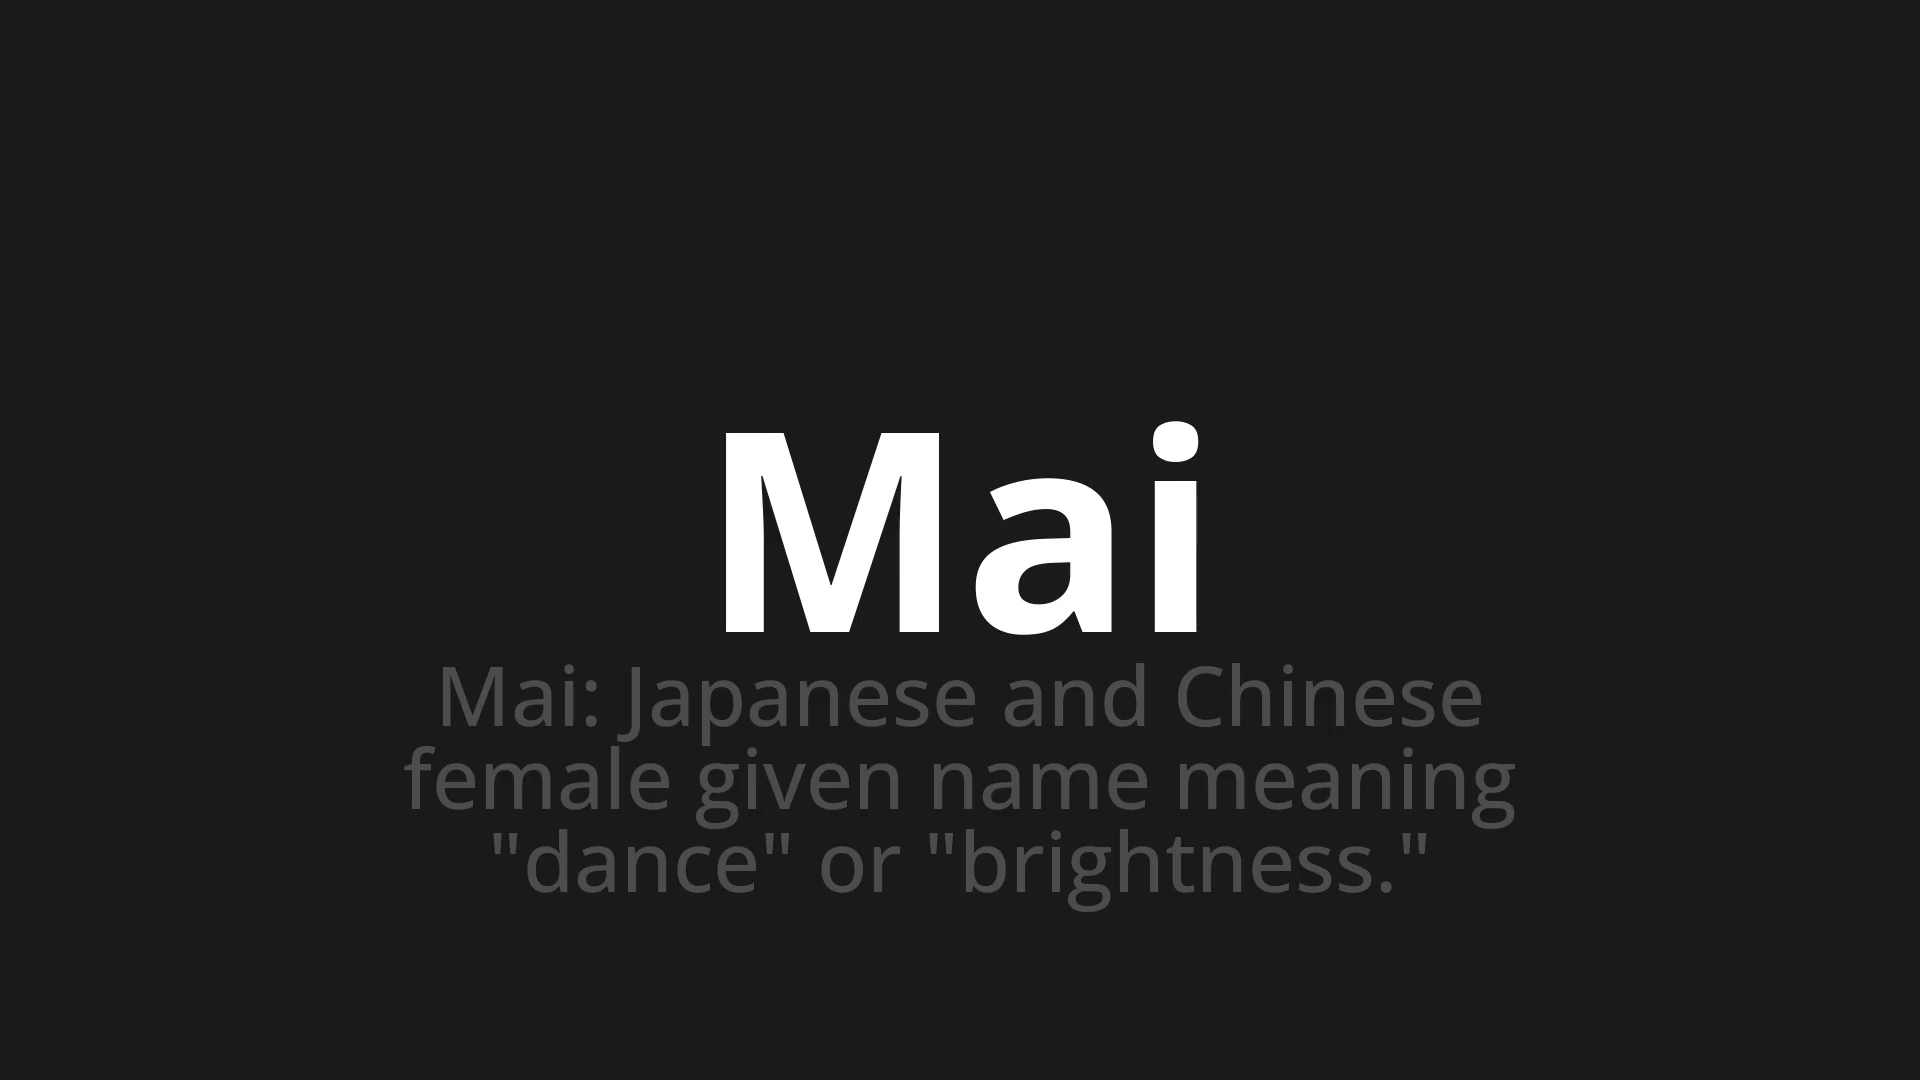 Mai
Mai: Japanese and Chinese
female given name meaning
"dance" or "brightness."